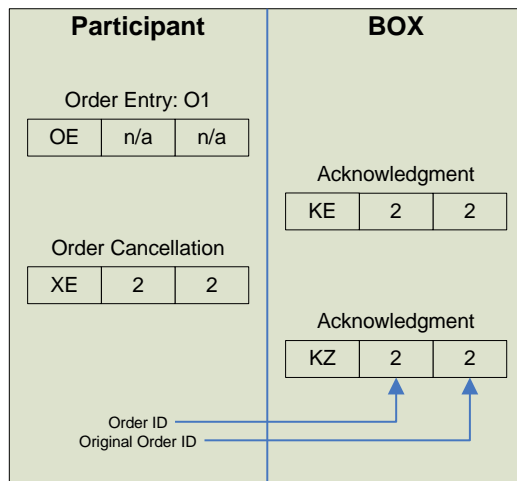 Participant
BOX
Order Entry: O1
OE n/a n/a
Acknowledgment
KE 2 2
Order Cancellation
XE 2 2
Acknowledgment
KZ 2 2
Order ID
Original Order ID